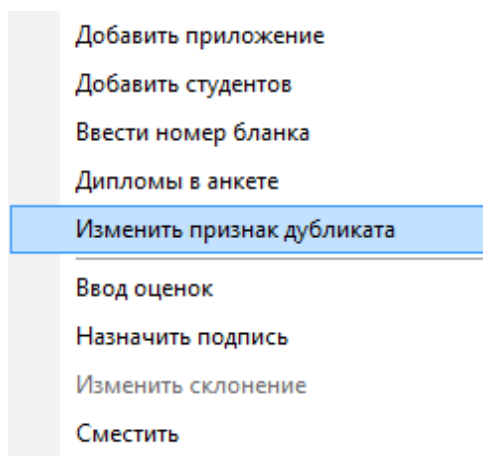 Добавить приложение
Добавить студентов
Ввести номер бланка
Дипломы в анкете
Изменить признак дубликата
Ввод оценок
Назначить подпись
Изменить склонение
Сместить